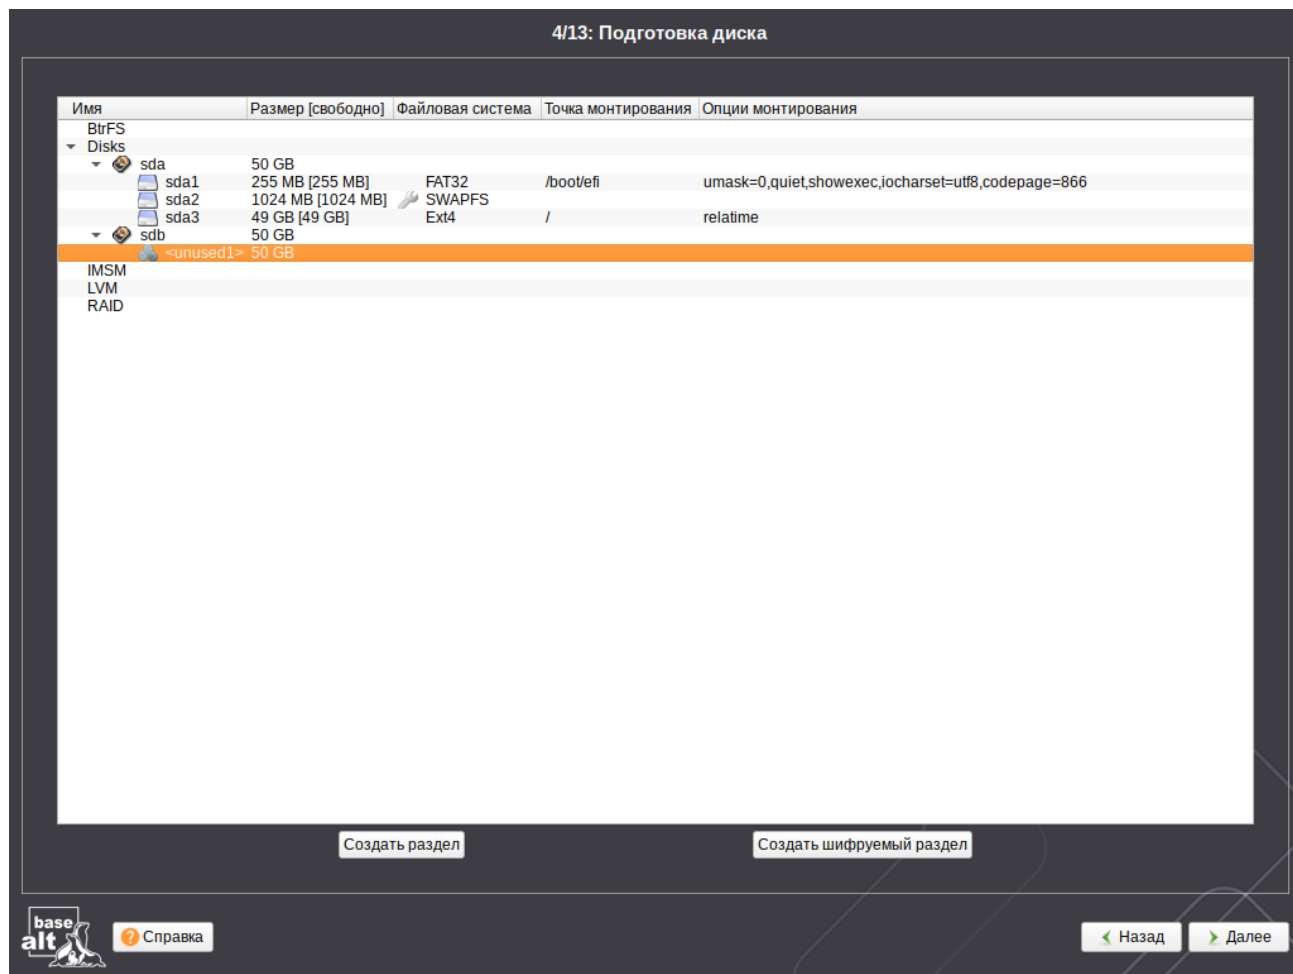 4/13: Подготовка диска
Имя Размер [свободно] Файловая система Точка монтирования Опции монтирования
BtrFS
Disks
sda 50 GB
sda1 255 MB [255 MB] FAT32 /boot/efi umask=0,quiet,showexec,iocharset=utf8,codepage=866
sda2 1024 MB [1024 MB] SWAPFS
sda3 49 GB [49 GB] Ext4 / relatime
sdb 50 GB
<unused1> 50 GB
IMSM
LVM
RAID
Создать раздел Создать шифруемый раздел
base
alt
Справка Назад Далее